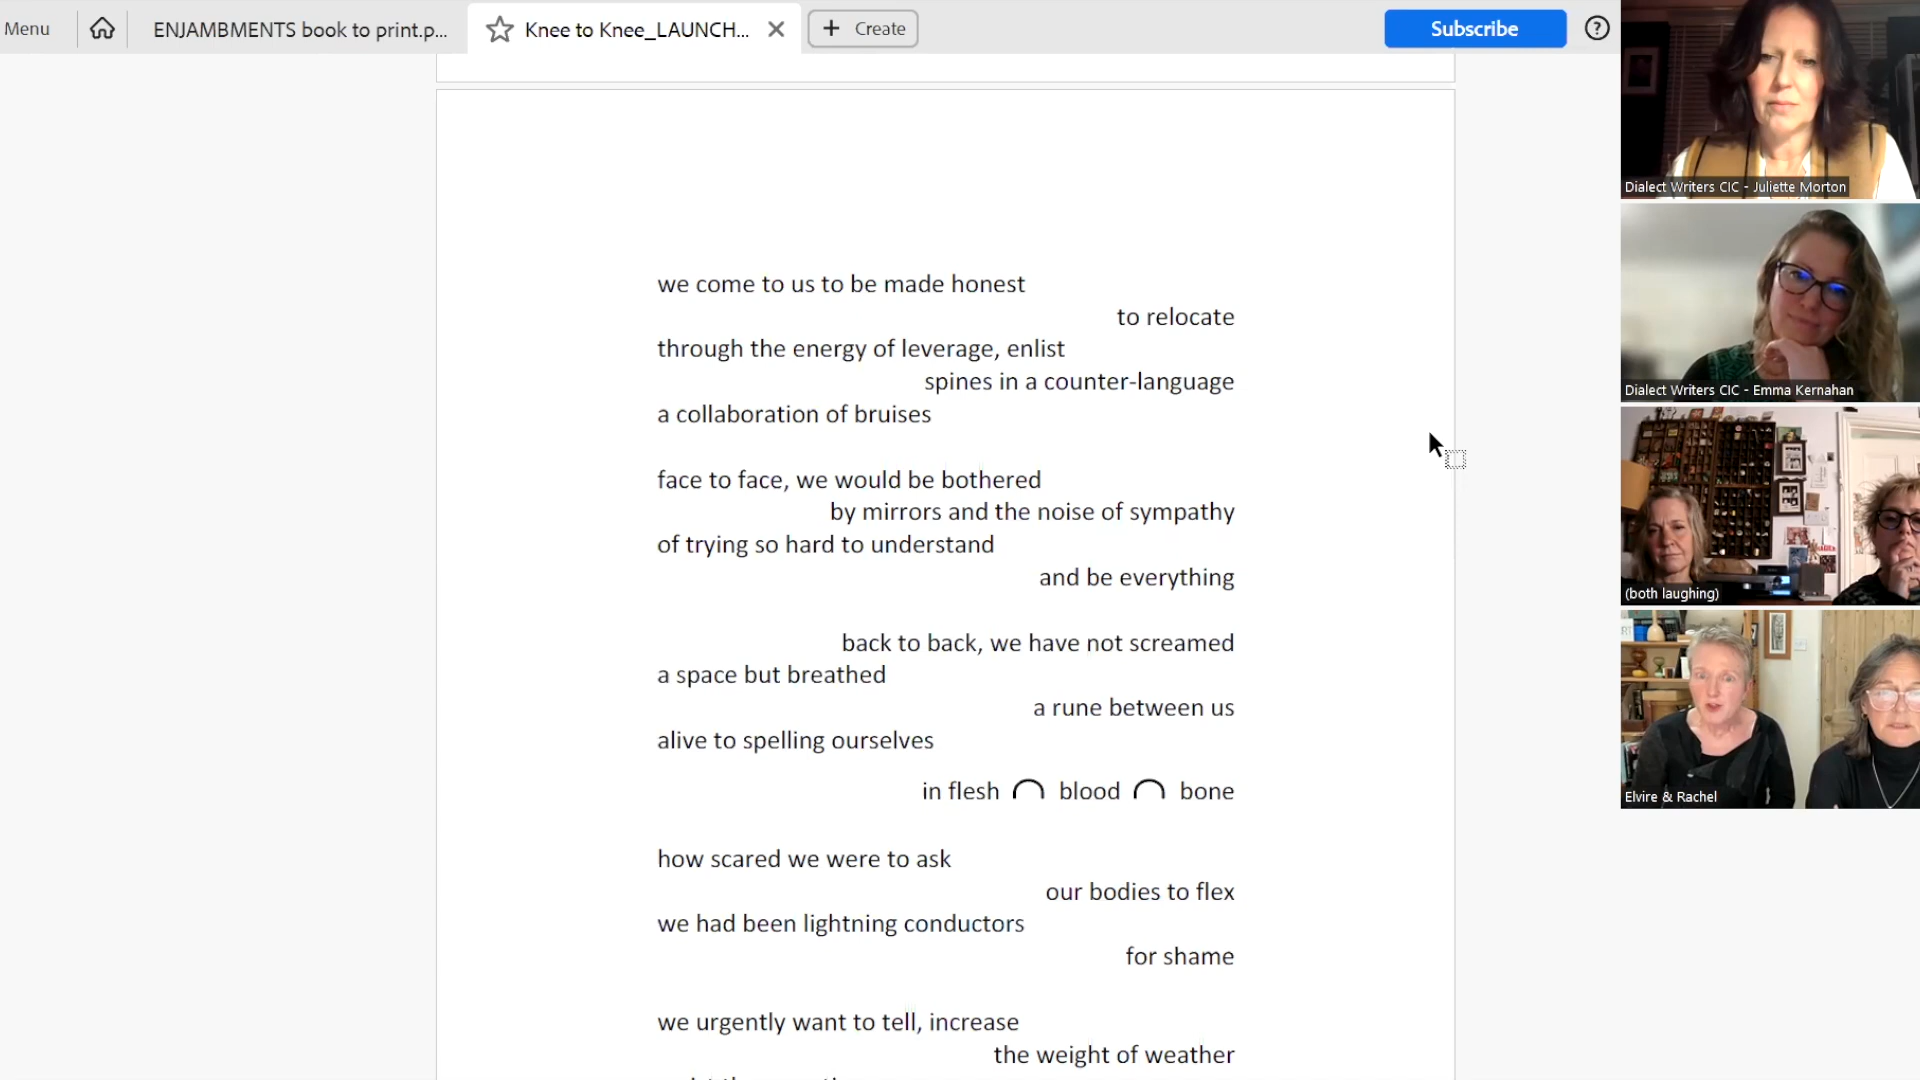 Menu
ENJAMBMENTS book to print.p...
Knee to Knee_LAUNCH...
Create
Subscribe
we come to us to be made honest
to relocate
through the energy of leverage, enlist
spines in a counter-language
a collaboration of bruises
face to face, we would be bothered
by mirrors and the noise of sympathy
of trying so hard to understand
and be everything
back to back, we have not screamed
a space but breathed
a rune between us
alive to spelling ourselves
in flesh ⌒ blood ⌒ bone
how scared we were to ask
our bodies to flex
we had been lightning conductors
for shame
we urgently want to tell, increase
the weight of weather
Dialect Writers CIC - Juliette Morton
Dialect Writers CIC - Emma Kernahan
(both laughing)
Elvire & Rachel